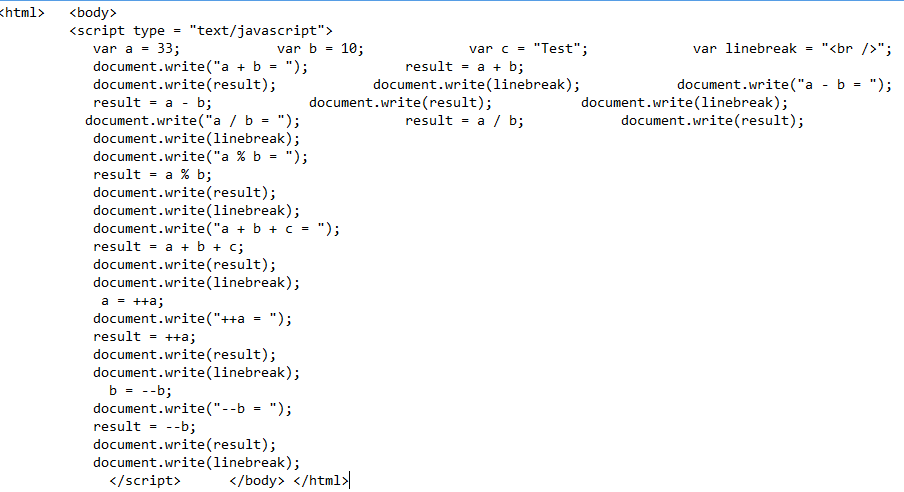 <html>   <body>
         <script type = "text/javascript">
            var a = 33;            var b = 10;             var c = "Test";             var linebreak = "<br />";
            document.write("a + b = ");            result = a + b;
            document.write(result);            document.write(linebreak);            document.write("a - b = ");
            result = a - b;            document.write(result);           document.write(linebreak);
           document.write("a / b = ");             result = a / b;            document.write(result);
            document.write(linebreak);
            document.write("a % b = ");
            result = a % b;
            document.write(result);
            document.write(linebreak);
            document.write("a + b + c = ");
            result = a + b + c;
            document.write(result);
            document.write(linebreak);
             a = ++a;
            document.write("++a = ");
            result = ++a;
            document.write(result);
            document.write(linebreak);
              b = --b;
            document.write("--b = ");
            result = --b;
            document.write(result);
            document.write(linebreak);
              </script>      </body> </html>